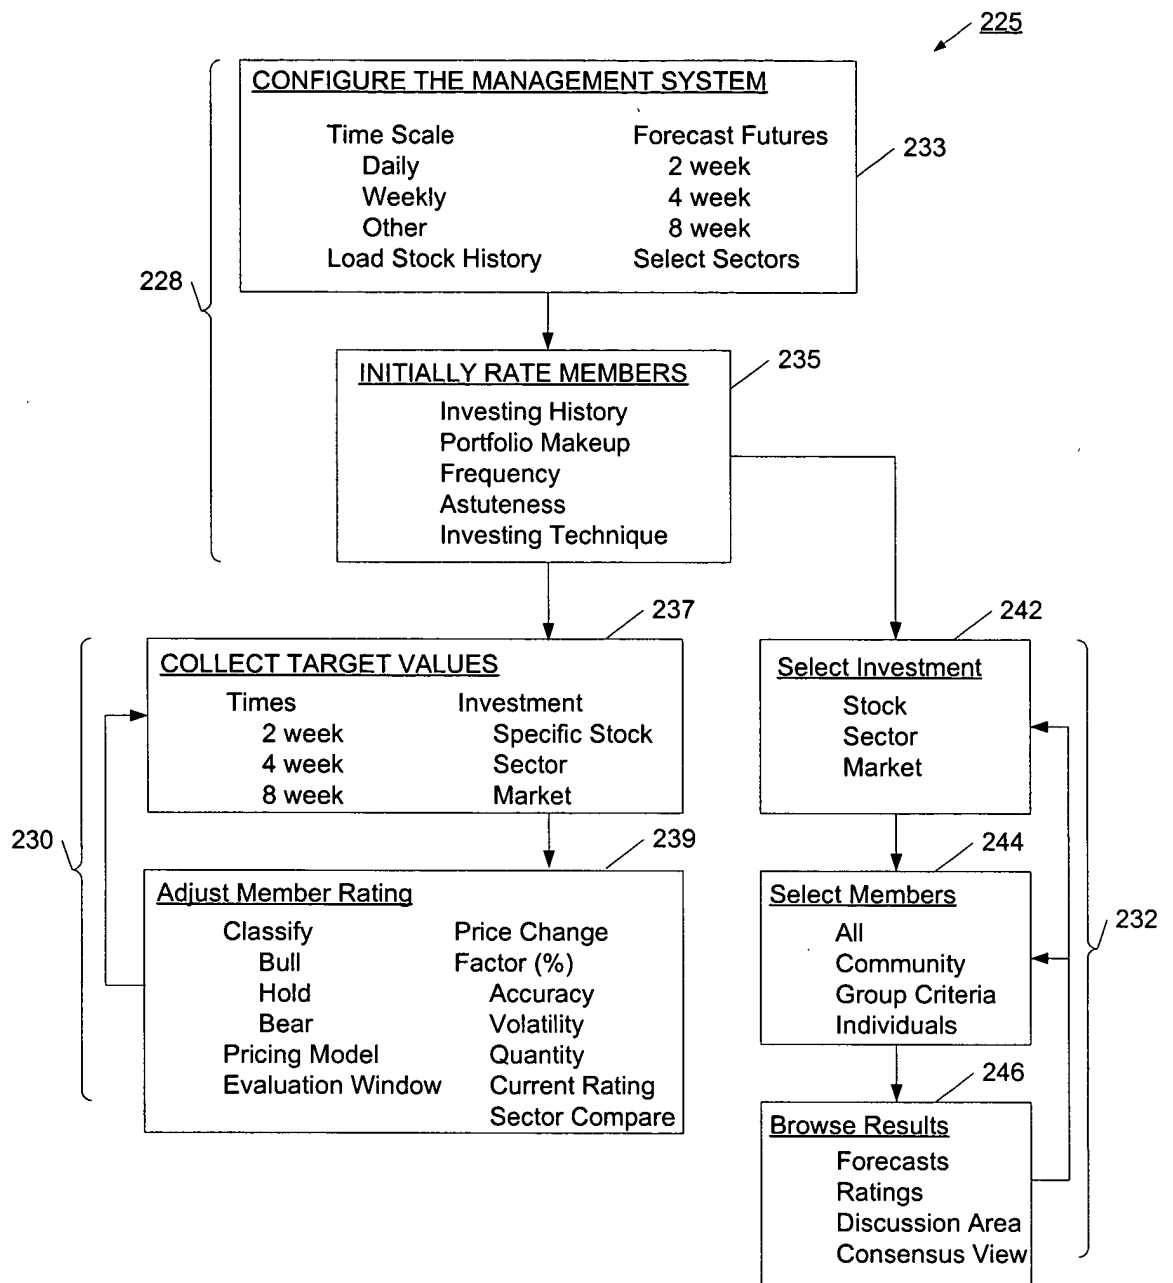 225
CONFIGURE THE MANAGEMENT SYSTEM
Time Scale Forecast Futures
Daily 2 week
Weekly 4 week
Other 8 week
Load Stock History Select Sectors
233
228
INITIALLY RATE MEMBERS
Investing History
Portfolio Makeup
Frequency
Astuteness
Investing Technique
235
237
COLLECT TARGET VALUES
Times Investment
2 week Specific Stock
4 week Sector
8 week Market
230
239
Adjust Member Rating
Classify Price Change
Bull Factor (%)
Hold Accuracy
Bear Volatility
Pricing Model Quantity
Evaluation Window Current Rating
Sector Compare
242
Select Investment
Stock
Sector
Market
244
Select Members
All
Community
Group Criteria
Individuals
232
246
Browse Results
Forecasts
Ratings
Discussion Area
Consensus View